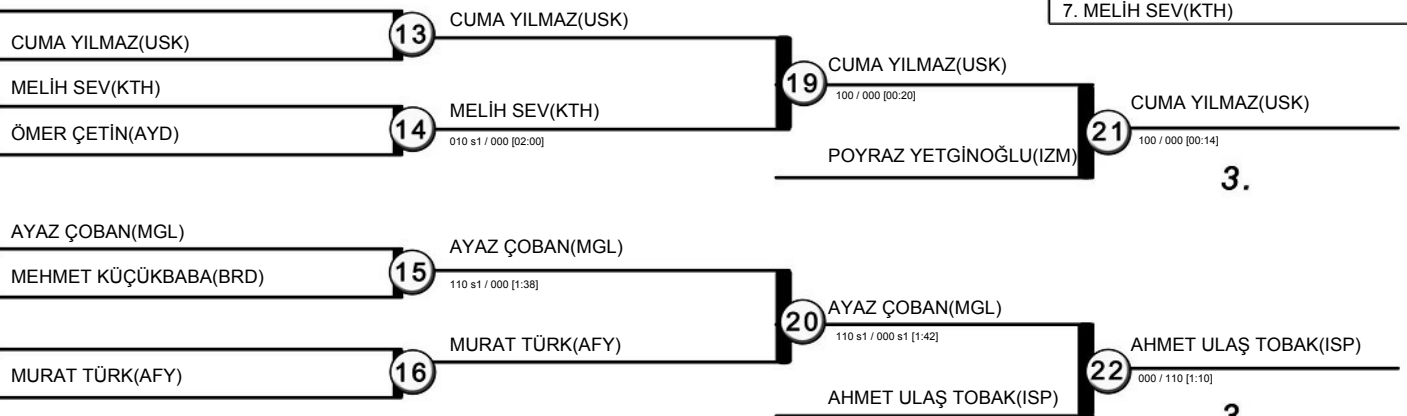 7. MELİH SEV(KTH)
CUMA YILMAZ(USK)
13
CUMA YILMAZ(USK)
MELİH SEV(KTH)
ÖMER ÇETİN(AYD)
14
MELİH SEV(KTH)
010 s1 / 000 [02:00]
19
CUMA YILMAZ(USK)
100 / 000 [00:20]
POYRAZ YETGİNOĞLU(IZM)
21
CUMA YILMAZ(USK)
100 / 000 [00:14]
3.
AYAZ ÇOBAN(MGL)
MEHMET KÜÇÜKBABA(BRD)
15
AYAZ ÇOBAN(MGL)
110 s1 / 000 [1:38]
MURAT TÜRK(AFY)
16
MURAT TÜRK(AFY)
20
AYAZ ÇOBAN(MGL)
110 s1 / 000 s1 [1:42]
AHMET ULAŞ TOBAK(ISP)
22
AHMET ULAŞ TOBAK(ISP)
000 / 110 [1:10]
3.